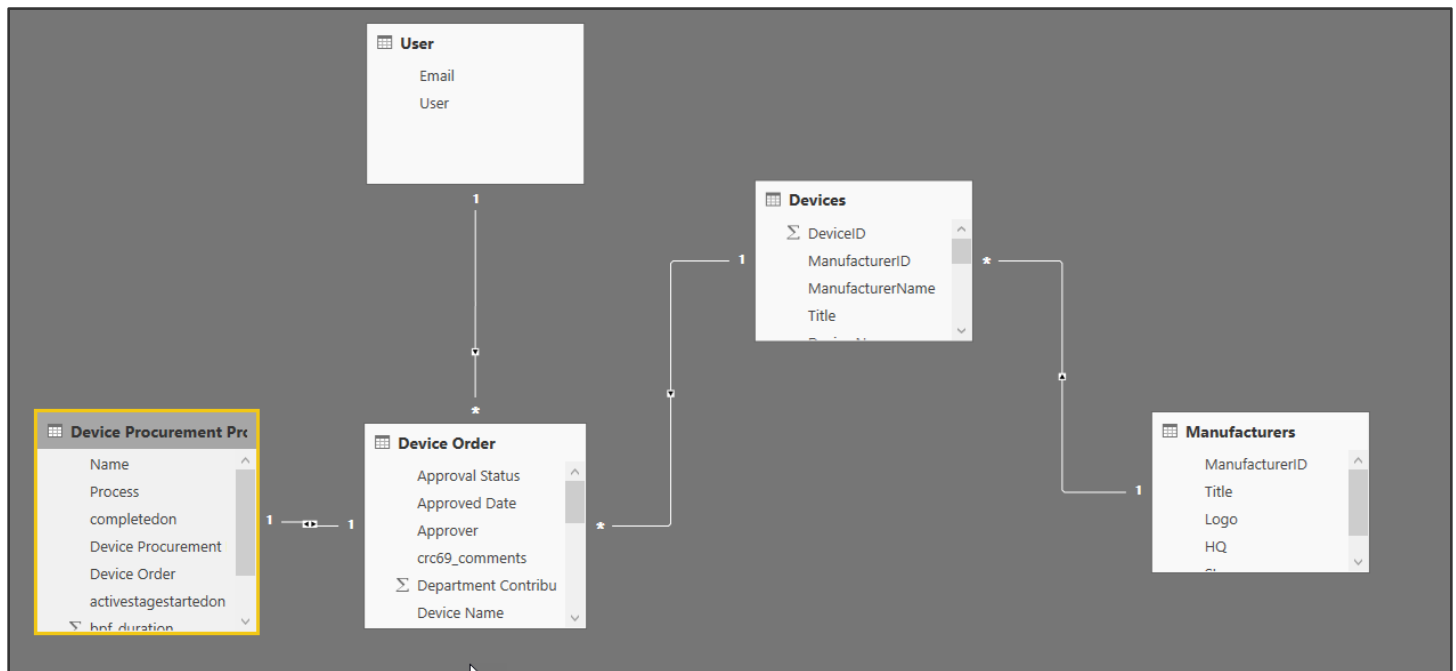 User
Email
User
1
*
Devices
Σ DeviceID
ManufacturerID
ManufacturerName
Title
1
*
Device Procurement Pro
Name
Process
completedon
Device Procurement
Device Order
activestagestartedon
Σ bpf_duration
1
1
Device Order
Approval Status
Approved Date
Approver
crc69_comments
Σ Department Contribu
Device Name
*
Manufacturers
ManufacturerID
Title
Logo
HQ
1